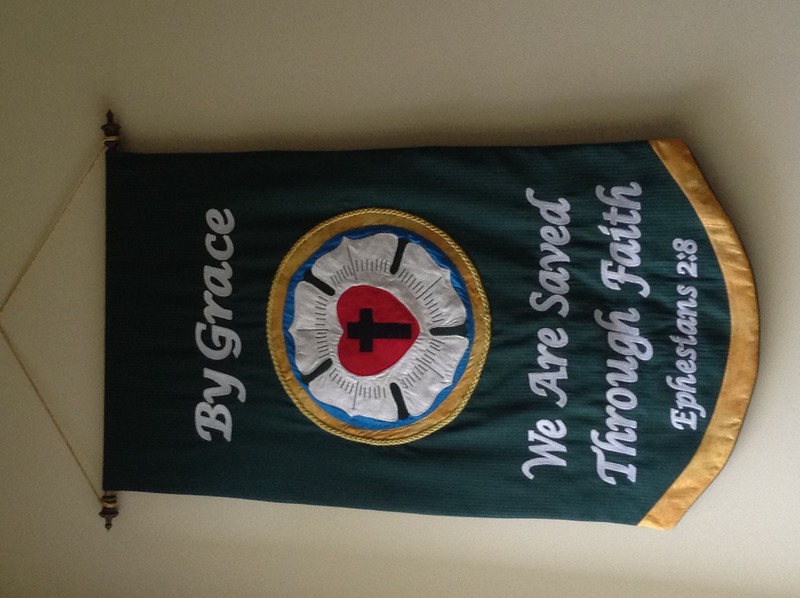 By Grace
We Are Saved
Through Faith
Ephesians 2:8